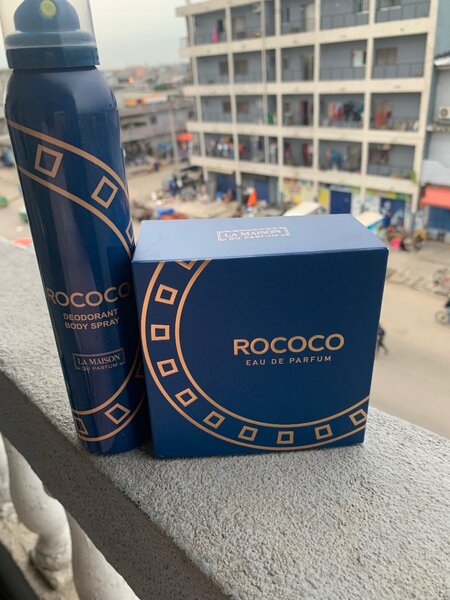 ROCOCO
DEODORANT
BODY SPRAY
LA MAISON
DU PARFUM
LA MAISON
DU PARFUM
ROCOCO
EAU DE PARFUM